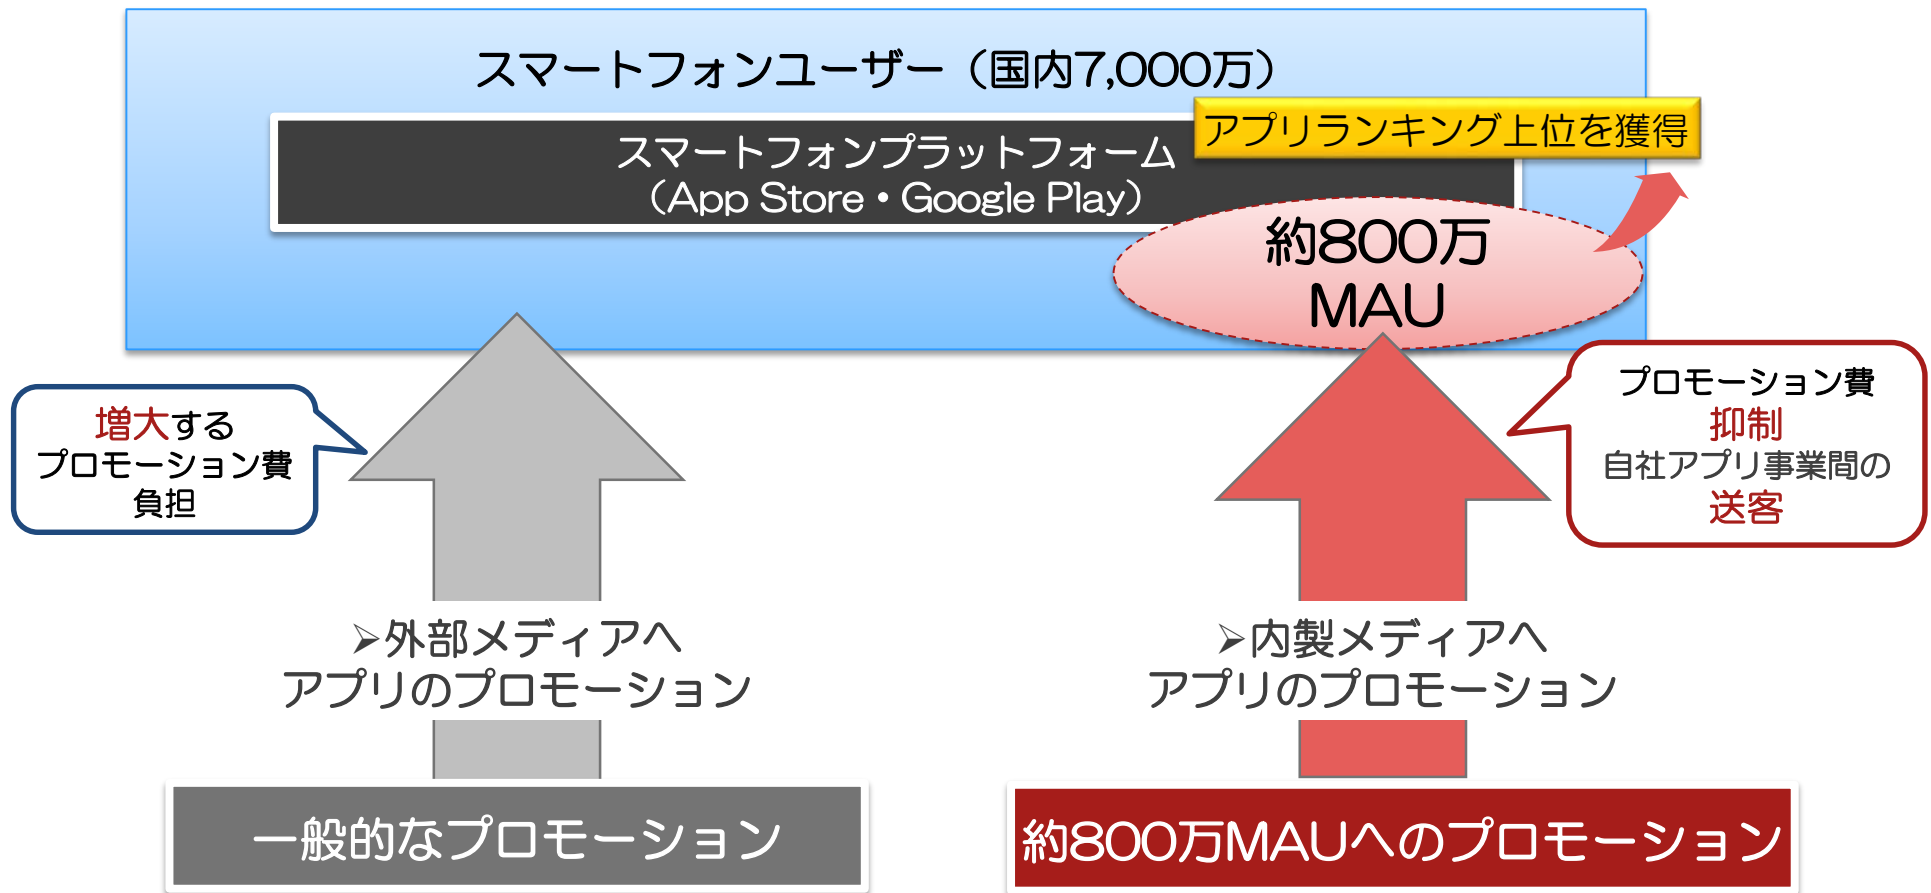 スマートフォンユーザー（国内7,000万）
アプリランキング上位を獲得
スマートフォンプラットフォーム
（App Store・Google Play）
約800万
MAU
増大する
プロモーション費
負担
プロモーション費
抑制
自社アプリ事業間の
送客
➢外部メディアへ
アプリのプロモーション
➢内製メディアへ
アプリのプロモーション
一般的なプロモーション
約800万MAUへのプロモーション